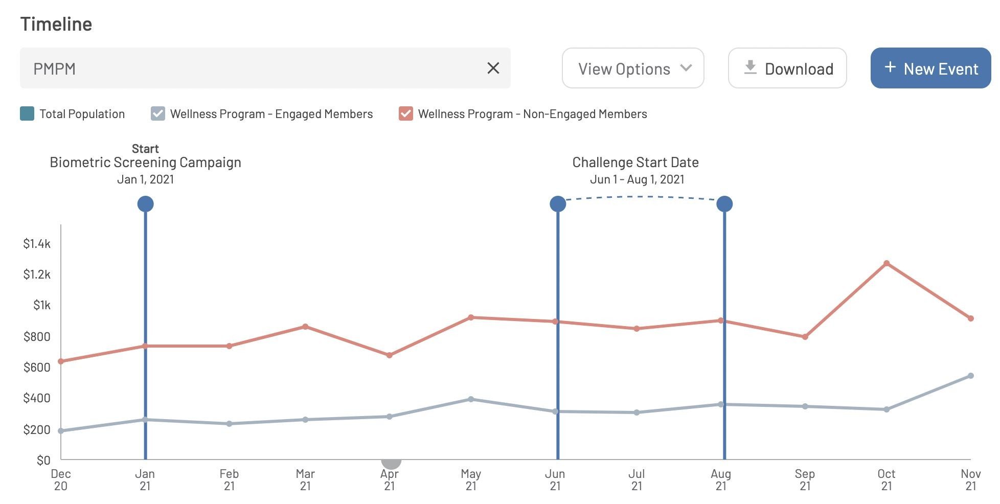 Timeline
PMPM
View Options
Download
+ New Event
Total Population
Wellness Program - Engaged Members
Wellness Program - Non-Engaged Members
Start
Biometric Screening Campaign
Jan 1, 2021
Challenge Start Date
Jun 1 - Aug 1, 2021
$1.4k
$1.2k
$1k
$800
$600
$400
$200
$0
Dec
20
Jan
21
Feb
21
Mar
21
Apr
21
May
21
Jun
21
Jul
21
Aug
21
Sep
21
Oct
21
Nov
21